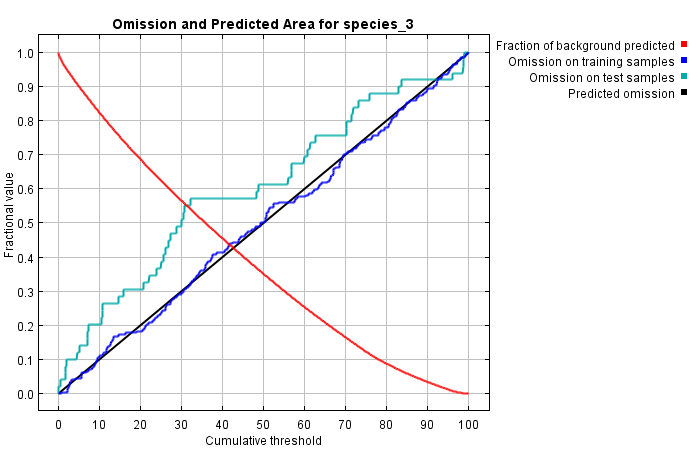 Omission and Predicted Area for species_3
Fraction of background predicted
Omission on training samples
Omission on test samples
Predicted omission
Fractional value
1.0
0.9
0.8
0.7
0.6
0.5
0.4
0.3
0.2
0.1
0.0
0 10 20 30 40 50 60 70 80 90 100
Cumulative threshold